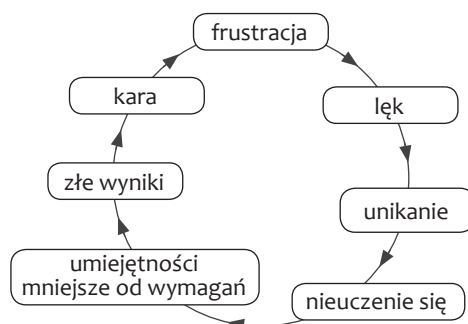 frustracja
lęk
unikanie
nieuczenie się
umiejętności
mniejsze od wymagań
złe wyniki
kara